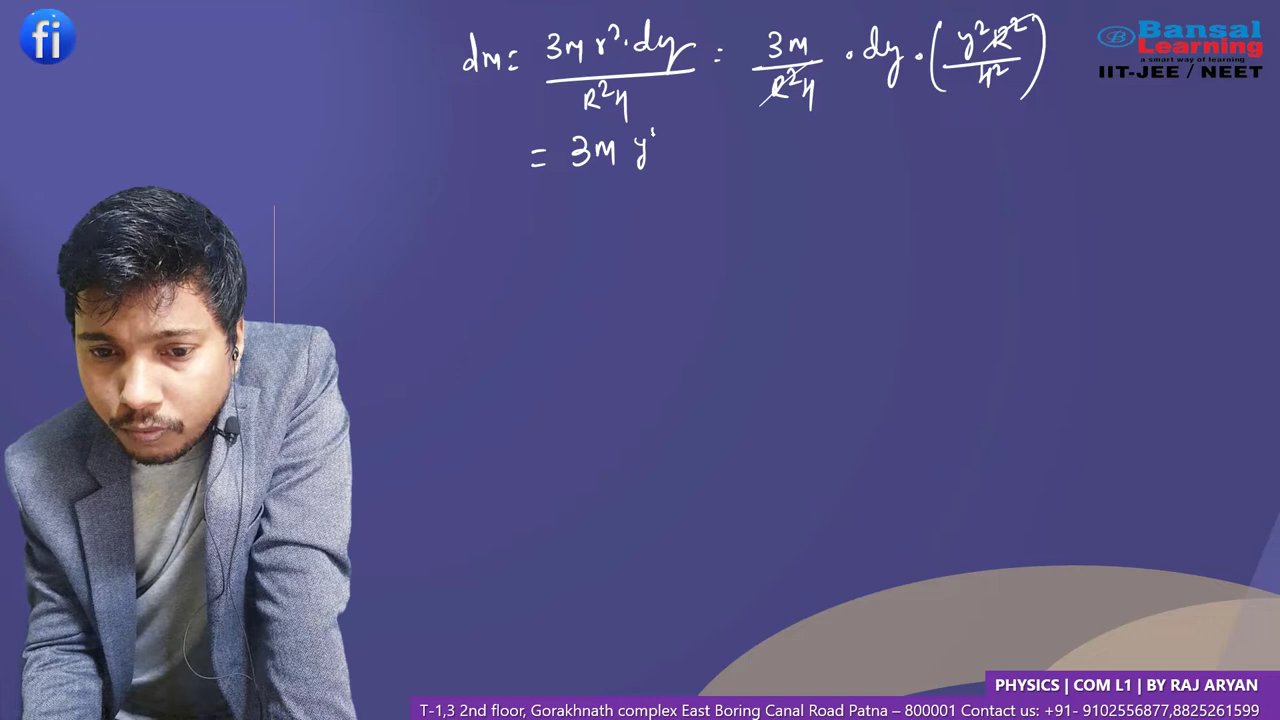 fi
dm = 3M r²·dy / R²H = 3M / R²H · dy · (y²R² / H²)
= 3M y
Bansal Learning
a smart way of learning
IIT-JEE / NEET
PHYSICS | COM L1 | BY RAJ ARYAN
T-1,3 2nd floor, Gorakhnath complex East Boring Canal Road Patna – 800001 Contact us: +91- 9102556877,8825261599